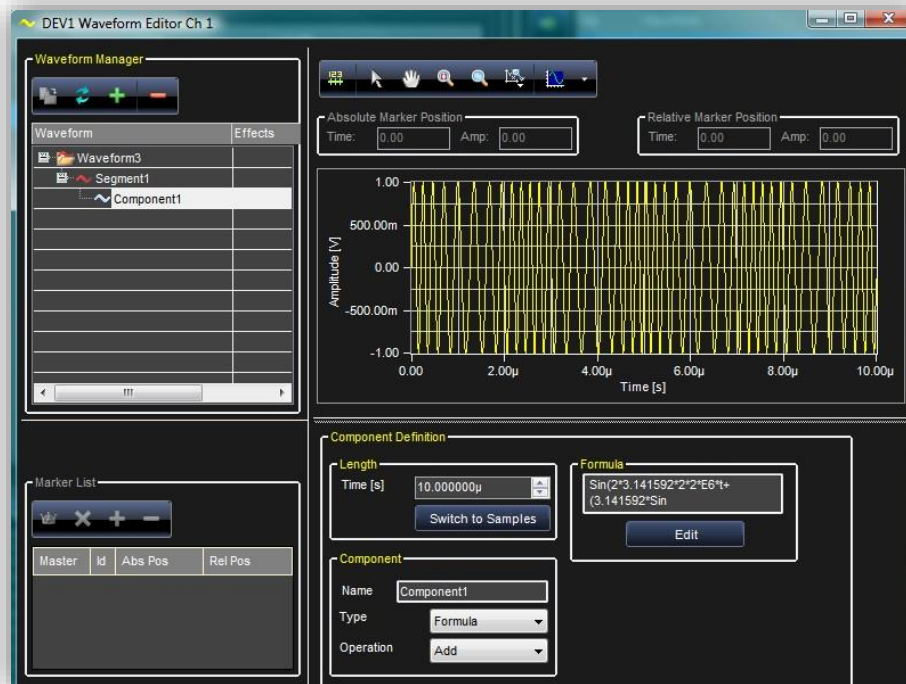 DEV1 Waveform Editor Ch 1
Waveform Manager
Waveform Effects
Waveform3
Segment1
Component1
Marker List
Master Id Abs Pos Rel Pos
123
Absolute Marker Position
Time: 0.00 Amp: 0.00
Relative Marker Position
Time: 0.00 Amp: 0.00
1.00
500.00m
0.00
-500.00m
-1.00
Amplitude [V]
0.00 2.00µ 4.00µ 6.00µ 8.00µ 10.00µ
Time [s]
Component Definition
Length
Time [s] 10.000000µ
Switch to Samples
Formula
Sin(2*3.141592*2*2*E6*t+
(3.141592*Sin
Edit
Component
Name Component1
Type Formula
Operation Add